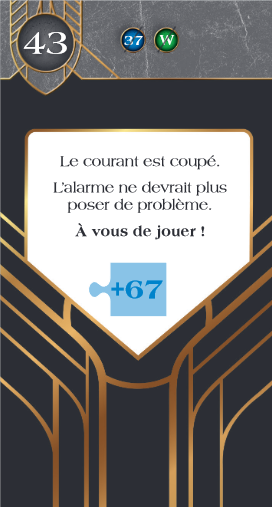 43
37 W
Le courant est coupé.
L'alarme ne devrait plus
poser de problème.
À vous de jouer !
+67